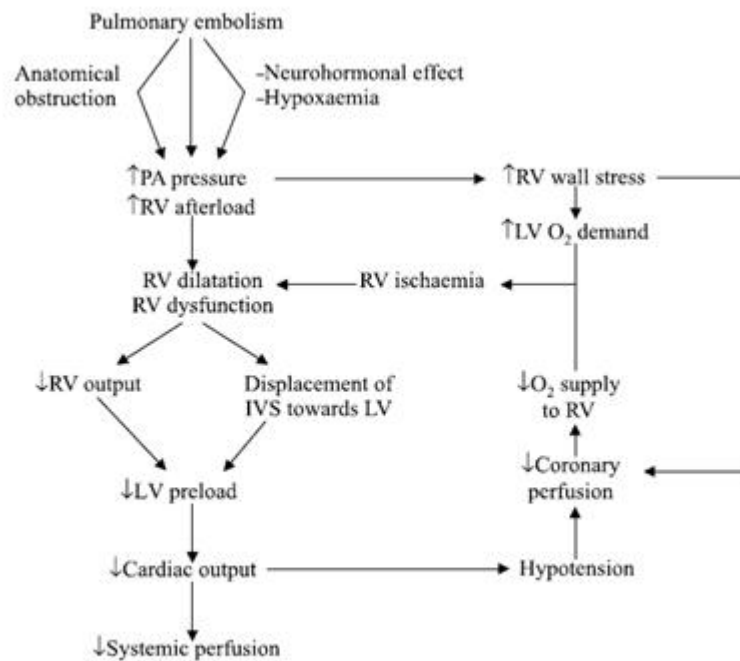 Pulmonary embolism
Anatomical
obstruction
-Neurohormonal effect
-Hypoxaemia
↑PA pressure
↑RV afterload
↑RV wall stress
↑LV O₂ demand
RV dilatation
RV dysfunction
RV ischaemia
↓RV output
Displacement of
IVS towards LV
↓O₂ supply
to RV
↓LV preload
↓Coronary
perfusion
↓Cardiac output
Hypotension
↓Systemic perfusion